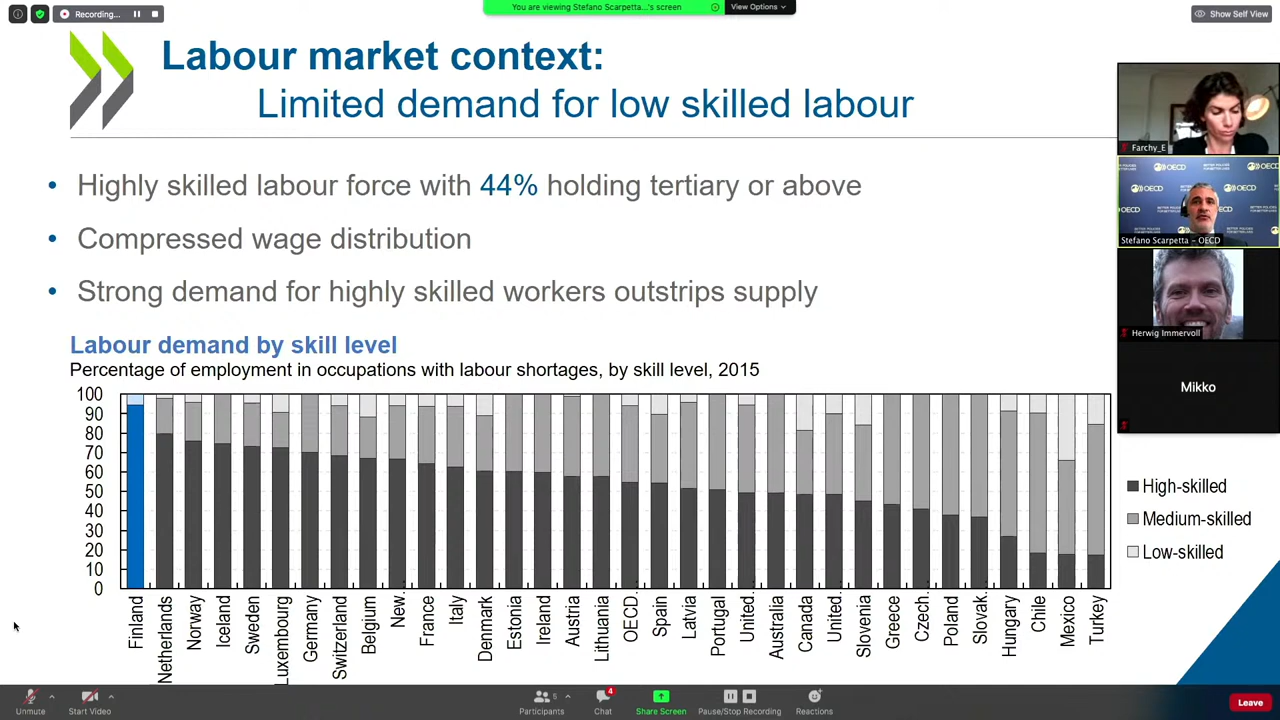 Recording...
You are viewing Stefano Scarpetta...'s screen
View Options
Show Self View
Labour market context:
Limited demand for low skilled labour
• Highly skilled labour force with 44% holding tertiary or above
• Compressed wage distribution
• Strong demand for highly skilled workers outstrips supply
Labour demand by skill level
Percentage of employment in occupations with labour shortages, by skill level, 2015
100
90
80
70
60
50
40
30
20
10
0
Finland
Netherlands
Norway
Iceland
Sweden
Luxembourg
Germany
Switzerland
Belgium
New.
France
Italy
Denmark
Estonia
Ireland
Austria
Lithuania
OECD.
Spain
Latvia
Portugal
United.
Australia
Canada
United.
Slovenia
Greece
Czech.
Poland
Slovak.
Hungary
Chile
Mexico
Turkey
High-skilled
Medium-skilled
Low-skilled
Farchy_E
OECD
OECD
OECD
OECD
Stefano Scarpetta - OECD
Herwig Immervoll
Mikko
Unmute
Start Video
5
Participants
4
Chat
Share Screen
Pause/Stop Recording
Reactions
Leave